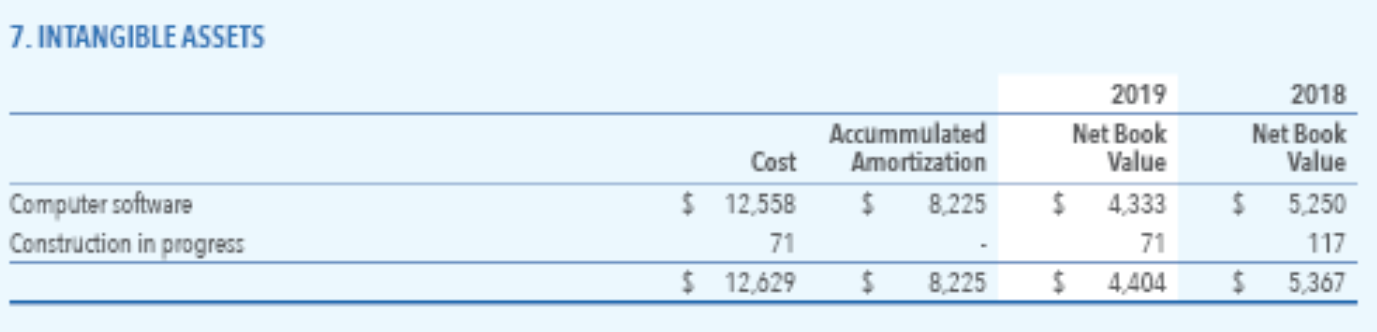 7. INTANGIBLE ASSETS
2019 2018
Accummulated Net Book Net Book
Cost Amortization Value Value
Computer software $ 12,558 $ 8,225 $ 4,333 $ 5,250
Construction in progress 71 - 71 117
$ 12,629 $ 8,225 $ 4,404 $ 5,367